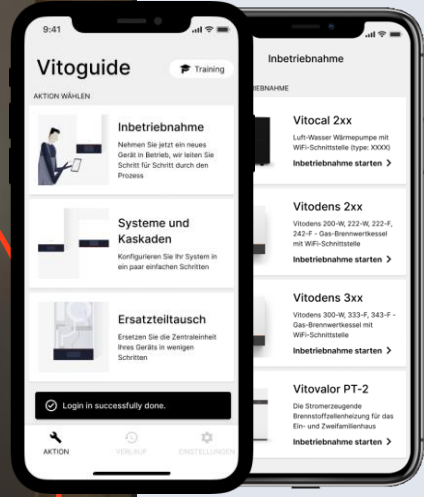 9:41
Vitoguide
Training
AKTION WÄHLEN
Inbetriebnahme
Nehmen Sie jetzt ein neues
Gerät in Betrieb, wir leiten Sie
Schritt für Schritt durch den
Prozess
Systeme und
Kaskaden
Konfigurieren Sie Ihr System in
ein paar einfachen Schritten
Ersatzteiltausch
Ersetzen Sie die Zentraleinheit
Ihres Geräts in wenigen
Schritten
Login in successfully done.
AKTION
VERLAUF
EINSTELLUNGEN
Inbetriebnahme
Vitocal 2xx
Luft-Wasser Wärmepumpe mit
WiFi-Schnittstelle (type: XXXX)
Inbetriebnahme starten
Vitodens 2xx
Vitodens 200-W, 222-W, 222-F,
242-F - Gas-Brennwertkessel
mit WiFi-Schnittstelle
Inbetriebnahme starten
Vitodens 3xx
Vitodens 300-W, 333-F, 343-F -
Gas-Brennwertkessel mit
WiFi-Schnittstelle
Inbetriebnahme starten
Vitovalor PT-2
Die Stromerzeugende
Brennstoffzellenheizung für das
Ein- und Zweifamilienhaus
Inbetriebnahme starten